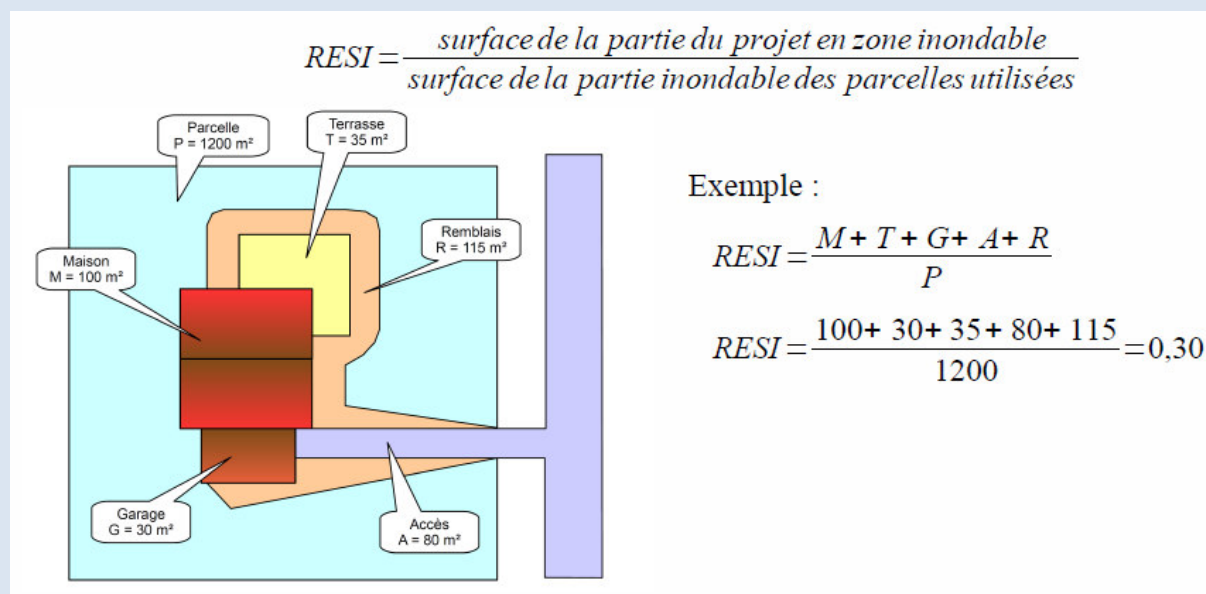 RESI = surface de la partie du projet en zone inondable / surface de la partie inondable des parcelles utilisées
Parcelle
P = 1200 m²
Terrasse
T = 35 m²
Remblais
R = 115 m²
Maison
M = 100 m²
Garage
G = 30 m²
Accès
A = 80 m²
Exemple :
RESI = M + T + G + A + R / P
RESI = 100 + 30 + 35 + 80 + 115 / 1200 = 0,30